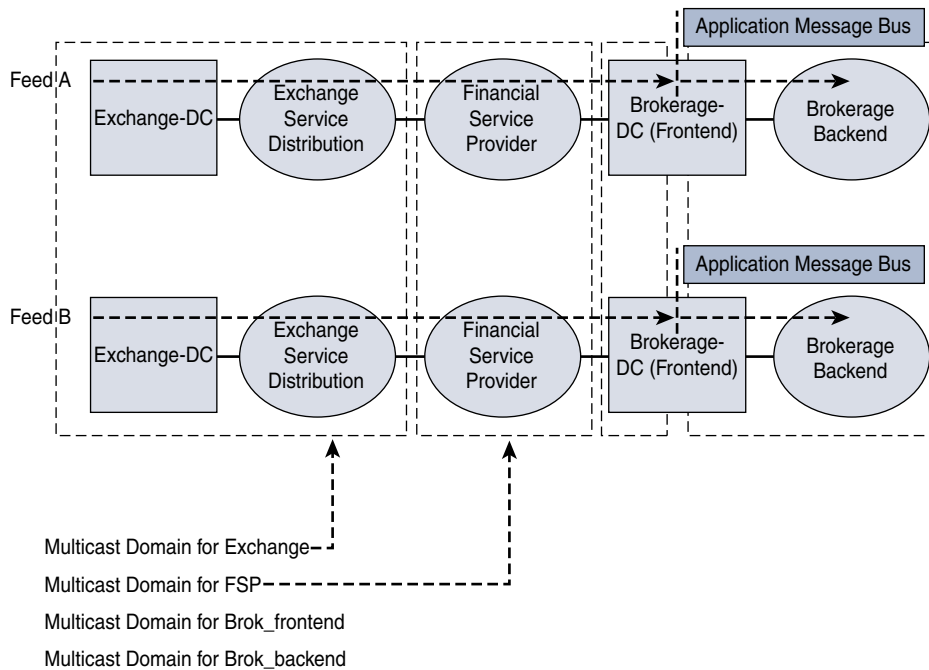 Application Message Bus
Feed A
Exchange-DC
Exchange
Service
Distribution
Financial
Service
Provider
Brokerage-
DC (Frontend)
Brokerage
Backend
Application Message Bus
Feed B
Exchange-DC
Exchange
Service
Distribution
Financial
Service
Provider
Brokerage-
DC (Frontend)
Brokerage
Backend
Multicast Domain for Exchange
Multicast Domain for FSP
Multicast Domain for Brok_frontend
Multicast Domain for Brok_backend